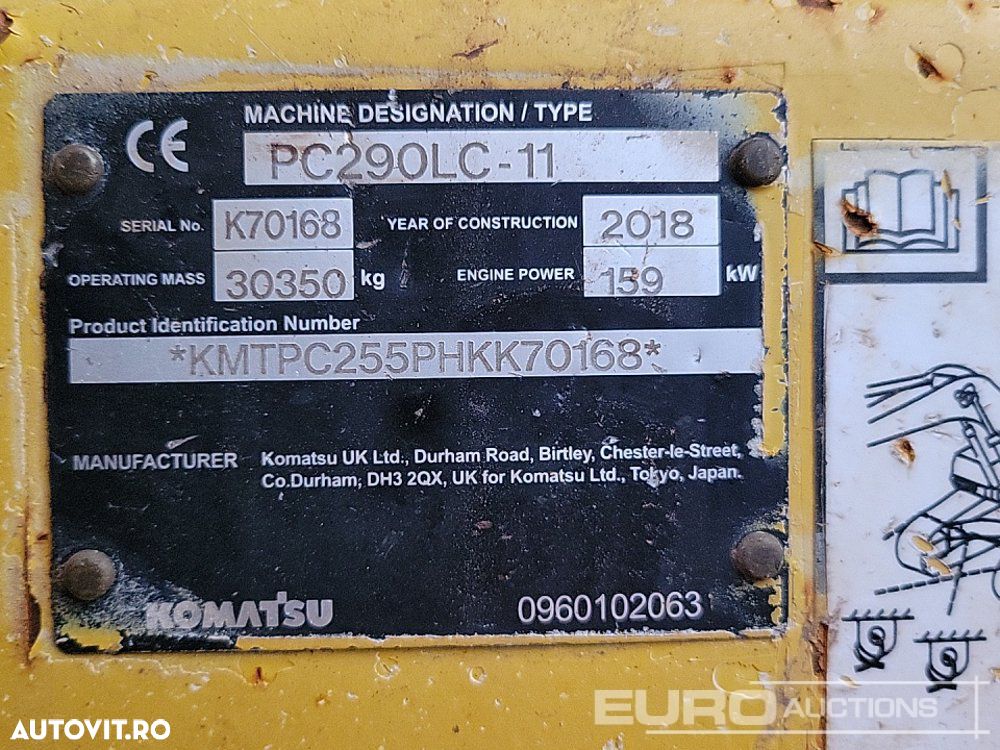 CE
MACHINE DESIGNATION / TYPE
PC290LC-11
SERIAL No. K70168 YEAR OF CONSTRUCTION 2018
OPERATING MASS 30350 kg ENGINE POWER 159 kW
Product Identification Number
*KMTPC255PHKK70168*
MANUFACTURER Komatsu UK Ltd., Durham Road, Birtley, Chester-le-Street,
Co.Durham, DH3 2QX, UK for Komatsu Ltd., Tokyo, Japan.
KOMATSU 0960102063
EURO AUCTIONS
AUTOVIT.RO